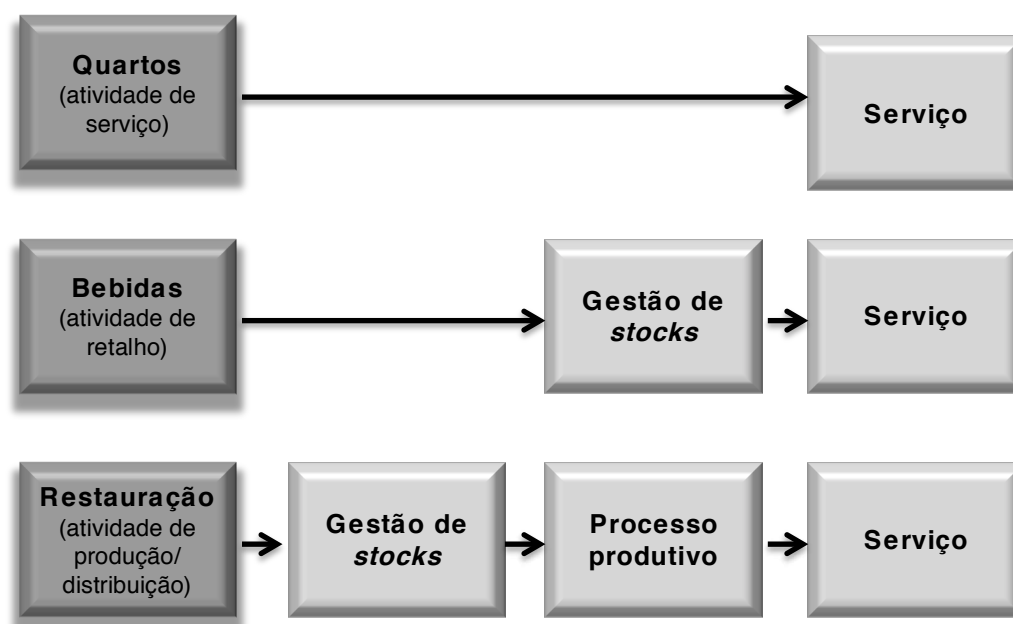 Quartos
(atividade de
serviço)
Serviço
Bebidas
(atividade de
retalho)
Gestão de
stocks
Serviço
Restauração
(atividade de
produção/
distribuição)
Gestão de
stocks
Processo
produtivo
Serviço